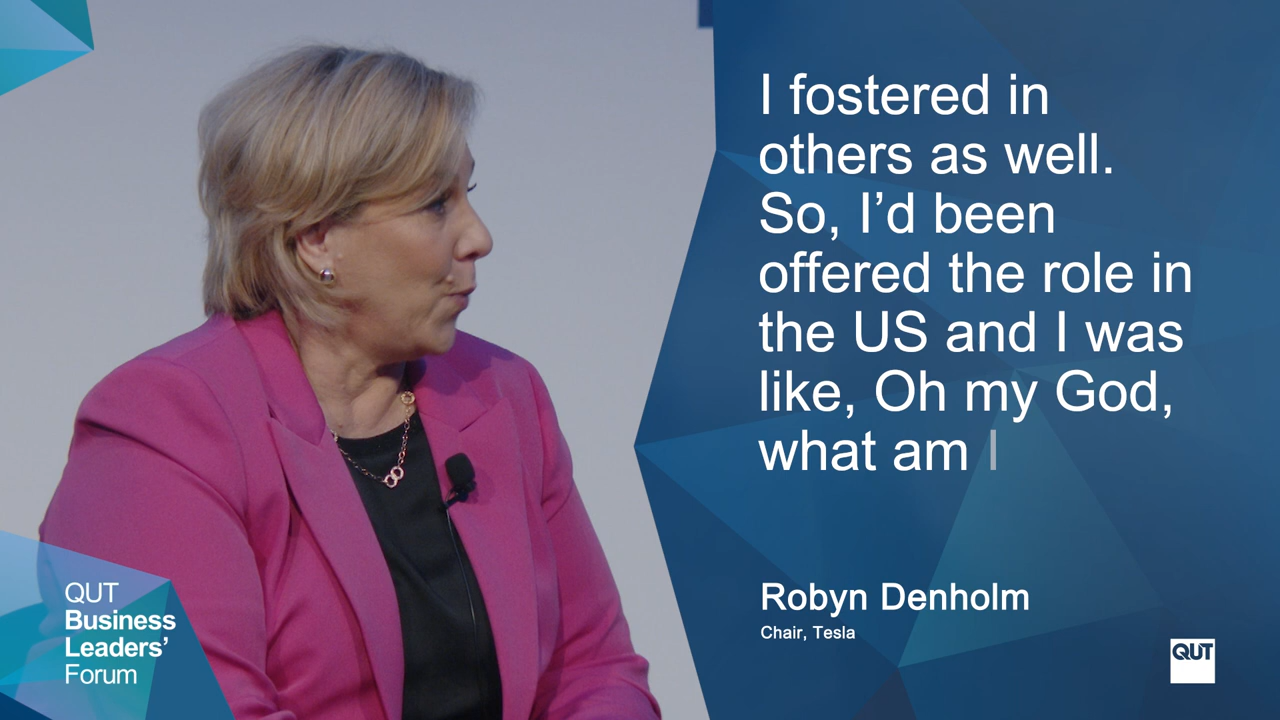 I fostered in
others as well.
So, I’d been
offered the role in
the US and I was
like, Oh my God,
what am I
Robyn Denholm
Chair, Tesla
QUT
Business
Leaders’
Forum
QUT